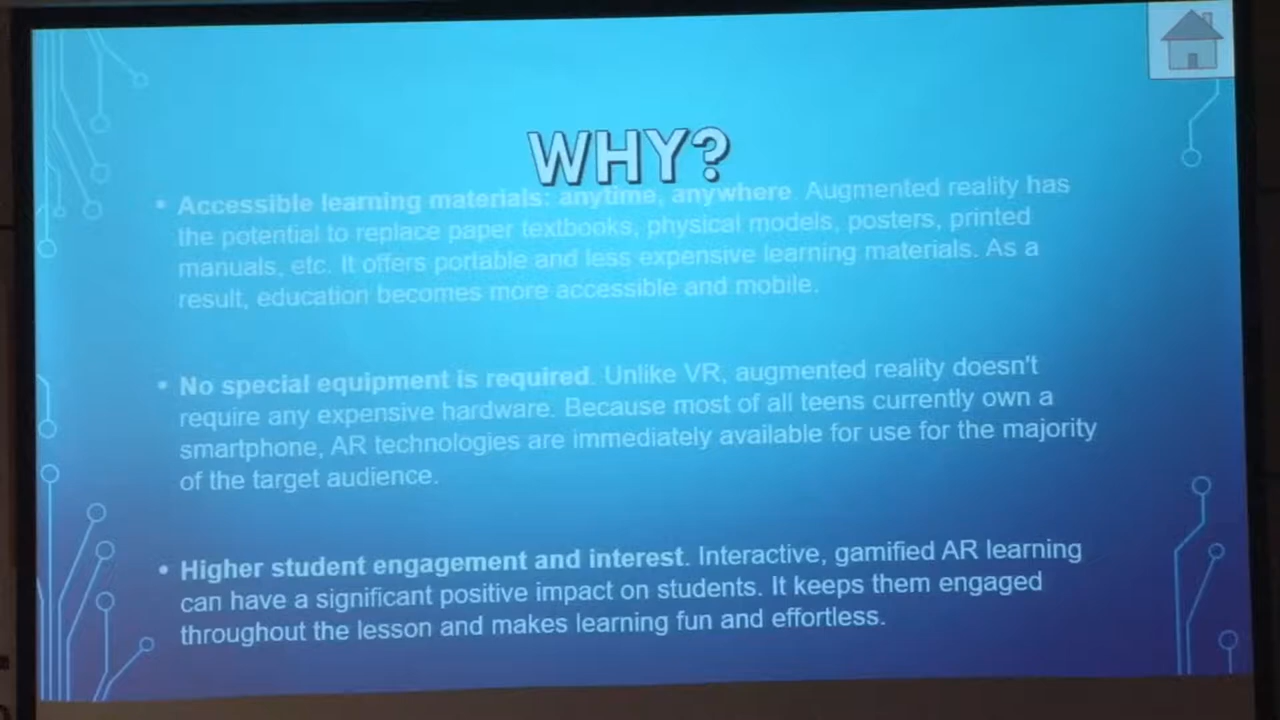 WHY?
• Accessible learning materials: anytime, anywhere. Augmented reality has
the potential to replace paper textbooks, physical models, posters, printed
manuals, etc. It offers portable and less expensive learning materials. As a
result, education becomes more accessible and mobile.
• No special equipment is required. Unlike VR, augmented reality doesn't
require any expensive hardware. Because most of all teens currently own a
smartphone, AR technologies are immediately available for use for the majority
of the target audience.
• Higher student engagement and interest. Interactive, gamified AR learning
can have a significant positive impact on students. It keeps them engaged
throughout the lesson and makes learning fun and effortless.